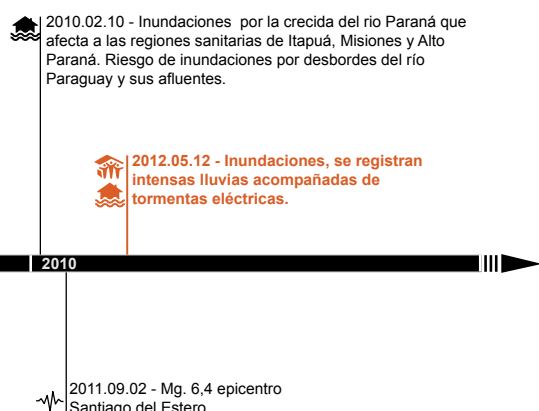 2010.02.10 - Inundaciones por la crecida del rio Paraná que
afecta a las regiones sanitarias de Itapuá, Misiones y Alto
Paraná. Riesgo de inundaciones por desbordes del río
Paraguay y sus afluentes.
2012.05.12 - Inundaciones, se registran
intensas lluvias acompañadas de
tormentas eléctricas.
2010
2011.09.02 - Mg. 6,4 epicentro
Santiago del Estero